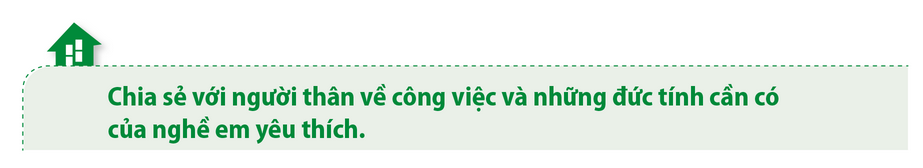 Chia sẻ với người thân về công việc và những đức tính cần có
của nghề em yêu thích.